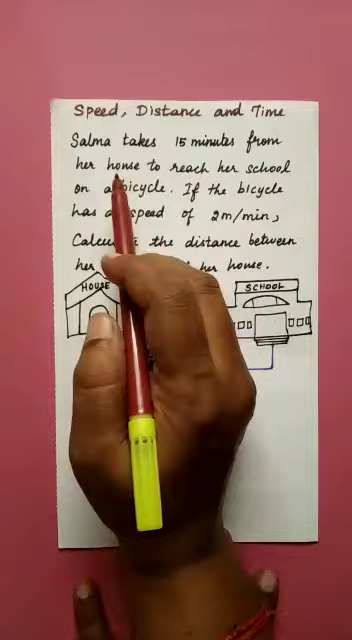 Speed, Distance and Time
Salma takes 15 minutes from
her house to reach her school
on a bicycle. If the bicycle
has speed of 2m/min,
the distance between
her her house.
HOUSE
SCHOOL